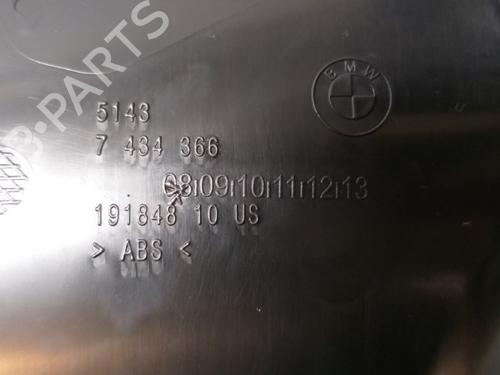 BMW
5143
7 434 366
08 09 10 11 12 13
191848 10 US
> ABS <
B-PARTS